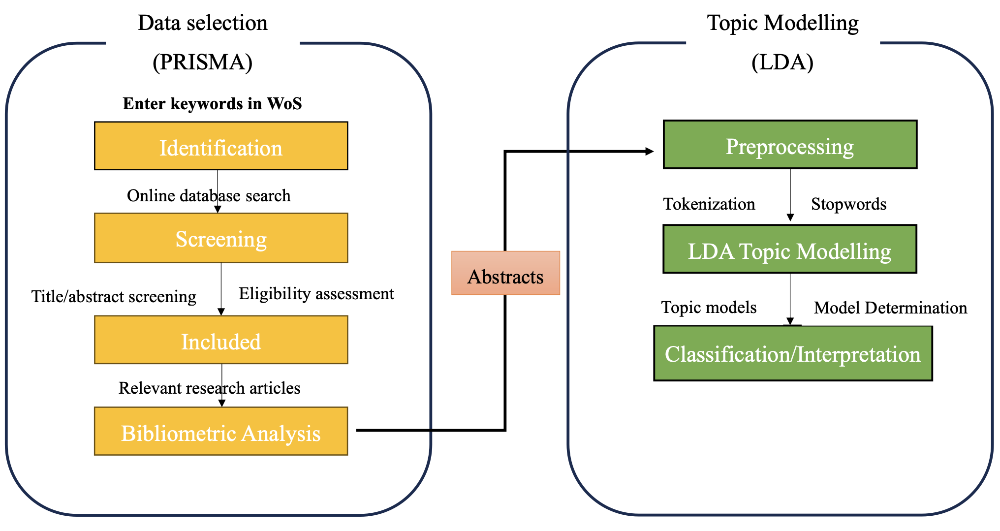 Data selection
(PRISMA)
Enter keywords in WoS
Identification
Online database search
Screening
Title/abstract screening
Eligibility assessment
Included
Relevant research articles
Bibliometric Analysis
Abstracts
Topic Modelling
(LDA)
Preprocessing
Tokenization
Stopwords
LDA Topic Modelling
Topic models
Model Determination
Classification/Interpretation